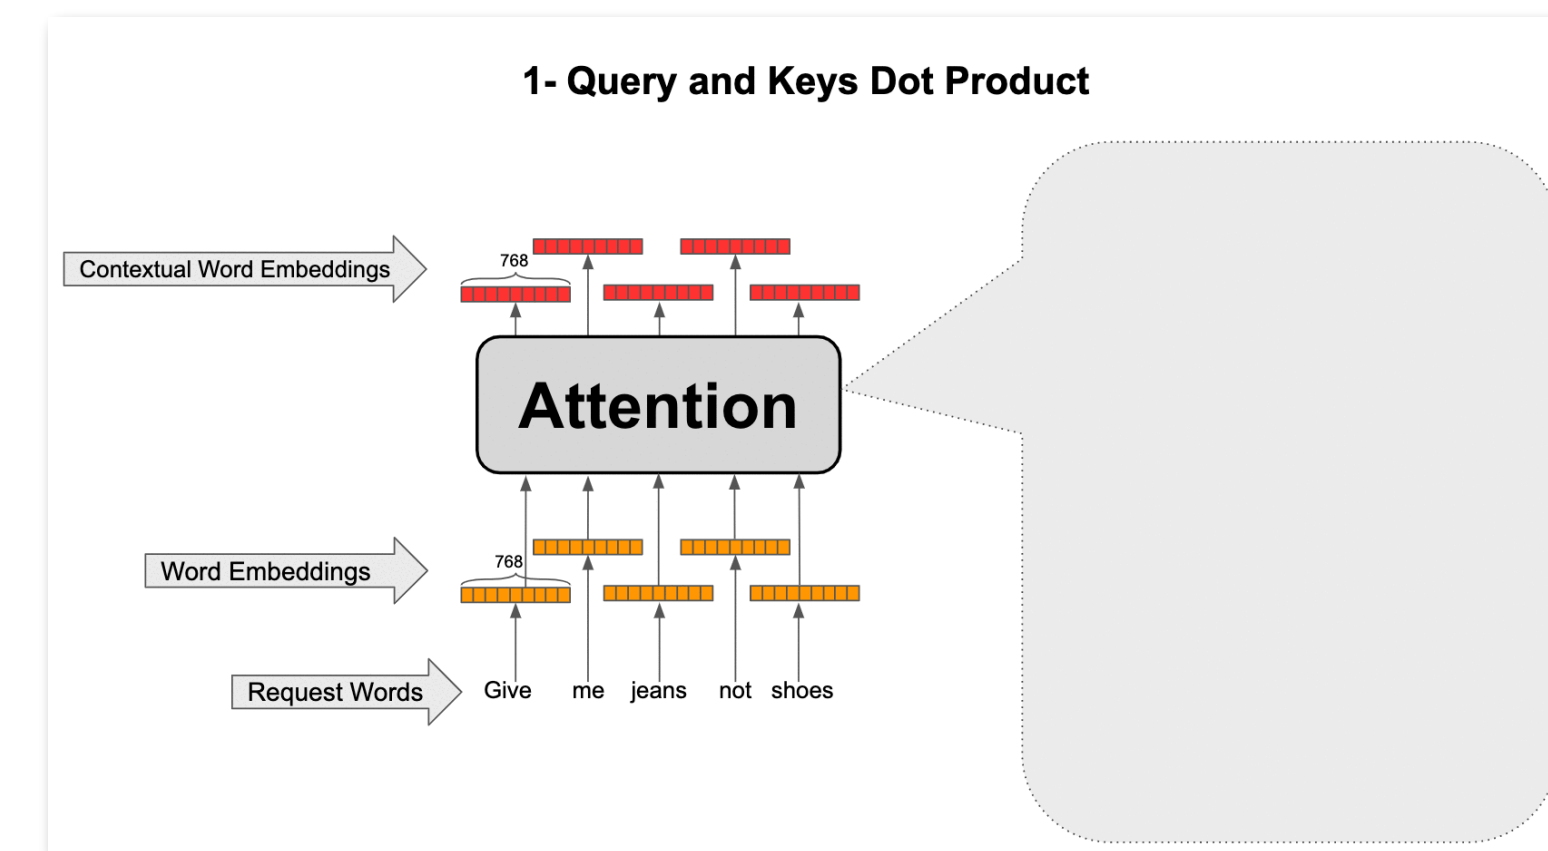 1- Query and Keys Dot Product
Contextual Word Embeddings
768
Attention
Word Embeddings
768
Request Words
Give me jeans not shoes